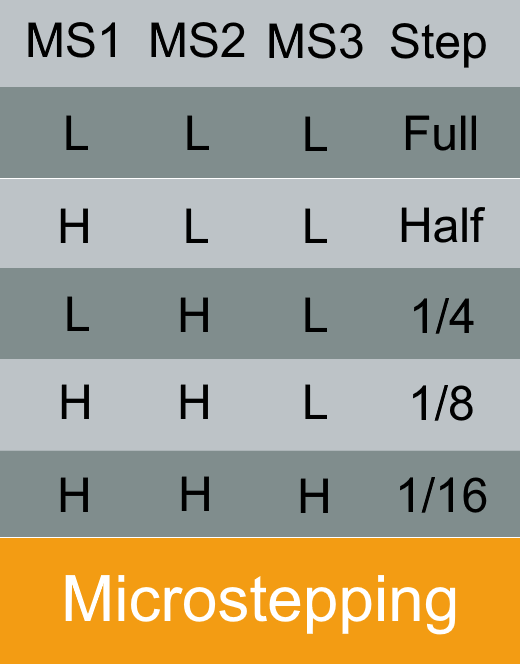 MS1 MS2 MS3 Step
L L L Full
H L L Half
L H L 1/4
H H L 1/8
H H H 1/16
Microstepping